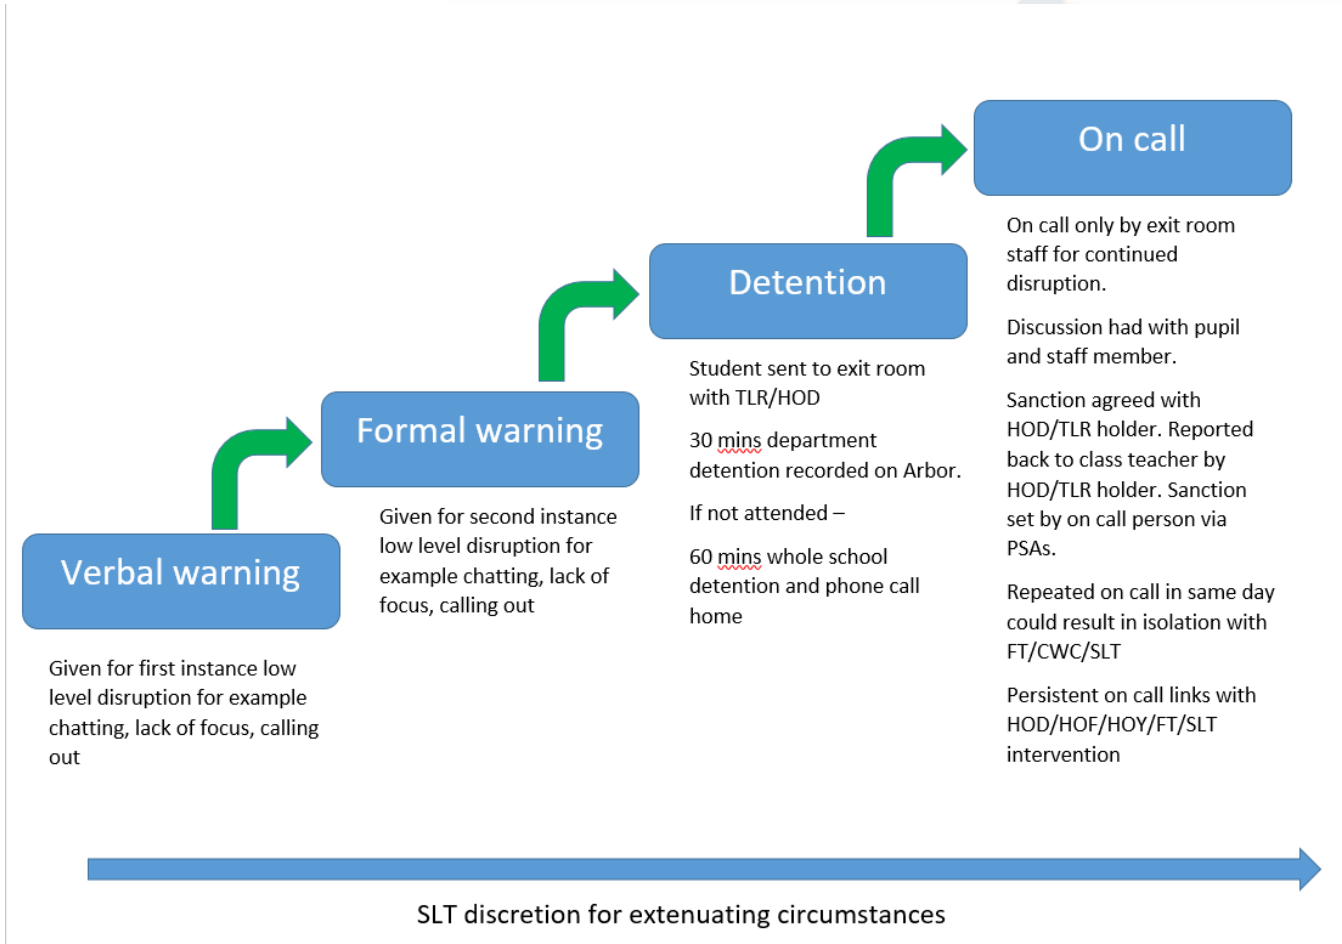 Verbal warning
Given for first instance low
level disruption for example
chatting, lack of focus, calling
out
Formal warning
Given for second instance
low level disruption for
example chatting, lack of
focus, calling out
Detention
Student sent to exit room
with TLR/HOD
30 mins department
detention recorded on Arbor.
If not attended –
60 mins whole school
detention and phone call
home
On call
On call only by exit room
staff for continued
disruption.
Discussion had with pupil
and staff member.
Sanction agreed with
HOD/TLR holder. Reported
back to class teacher by
HOD/TLR holder. Sanction
set by on call person via
PSAs.
Repeated on call in same day
could result in isolation with
FT/CWC/SLT
Persistent on call links with
HOD/HOF/HOY/FT/SLT
intervention
SLT discretion for extenuating circumstances